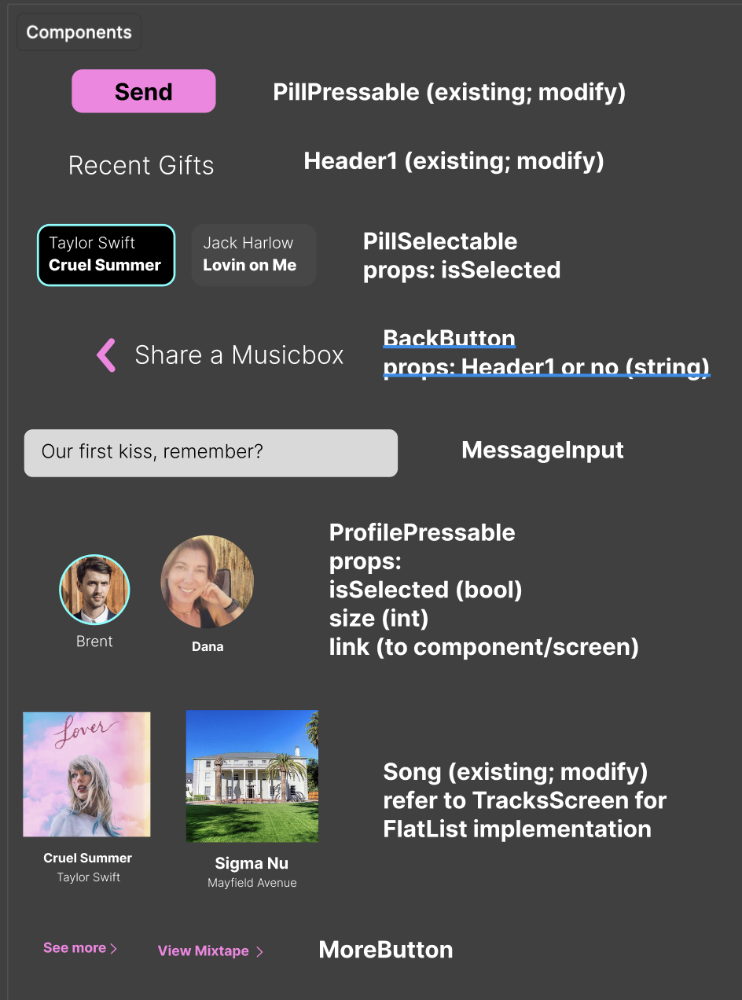 Components
Send
PillPressable (existing; modify)
Recent Gifts
Header1 (existing; modify)
Taylor Swift
Cruel Summer
Jack Harlow
Lovin on Me
PillSelectable
props: isSelected
Share a Musicbox
BackButton
props: Header1 or no (string)
Our first kiss, remember?
MessageInput
Brent
Dana
ProfilePressable
props:
isSelected (bool)
size (int)
link (to component/screen)
Lover
Cruel Summer
Taylor Swift
Sigma Nu
Mayfield Avenue
Song (existing; modify)
refer to TracksScreen for
FlatList implementation
See more
View Mixtape
MoreButton